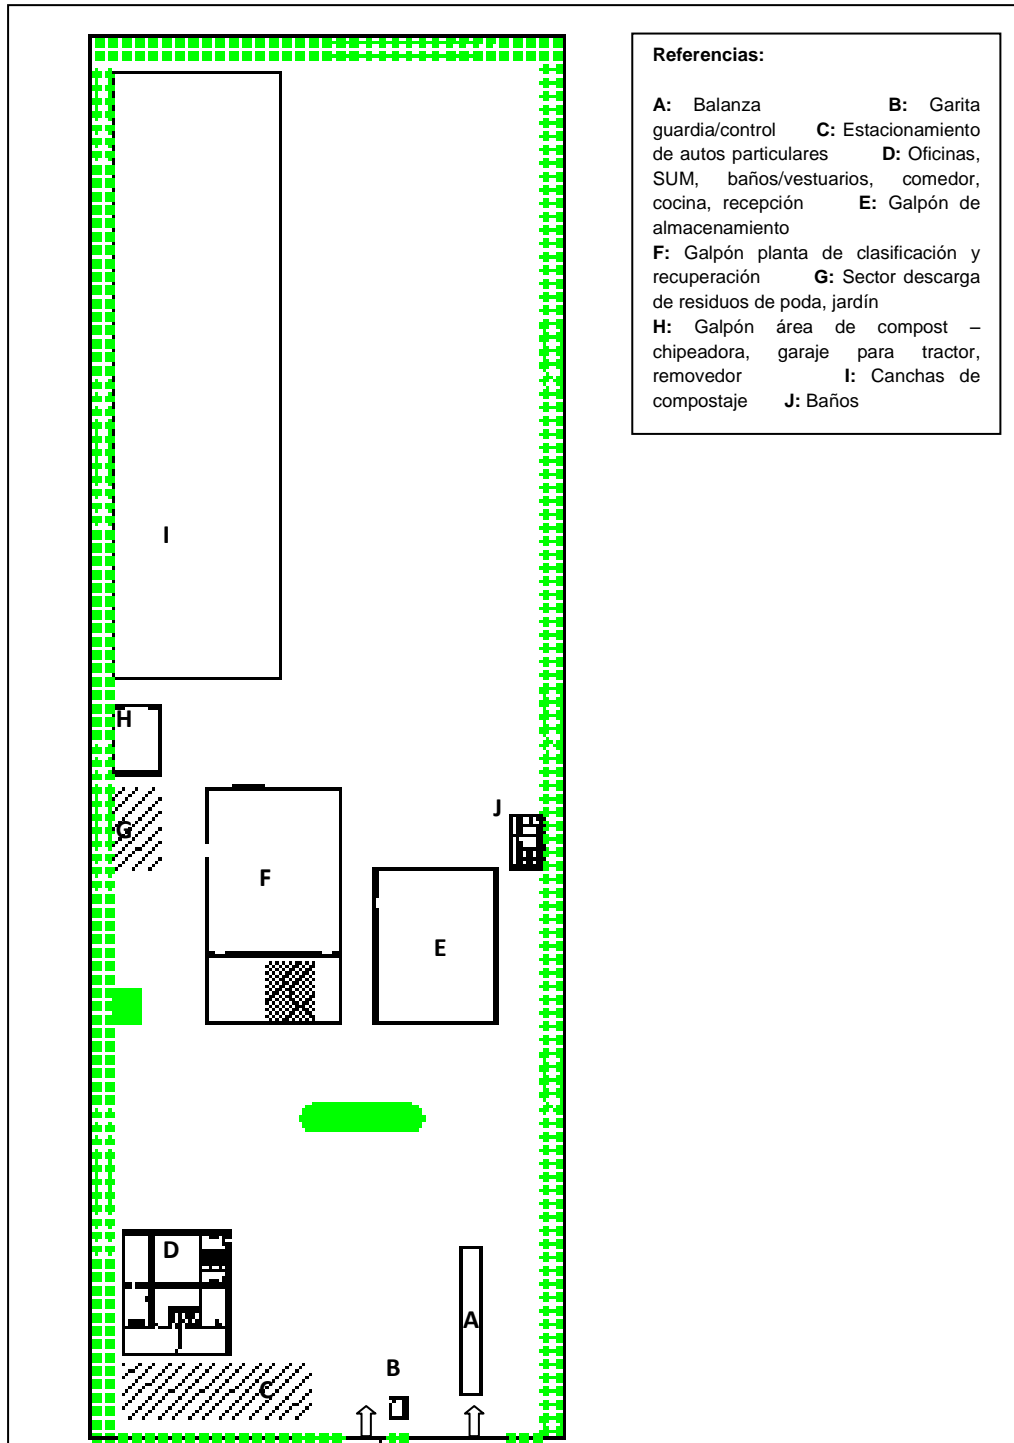 Referencias:
A: Balanza B: Garita
guardia/control C: Estacionamiento
de autos particulares D: Oficinas,
SUM, baños/vestuarios, comedor,
cocina, recepción E: Galpón de
almacenamiento
F: Galpón planta de clasificación y
recuperación G: Sector descarga
de residuos de poda, jardín
H: Galpón área de compost –
chipeadora, garaje para tractor,
removedor I: Canchas de
compostaje J: Baños
I
H
J
G
F
E
D
A
B
C